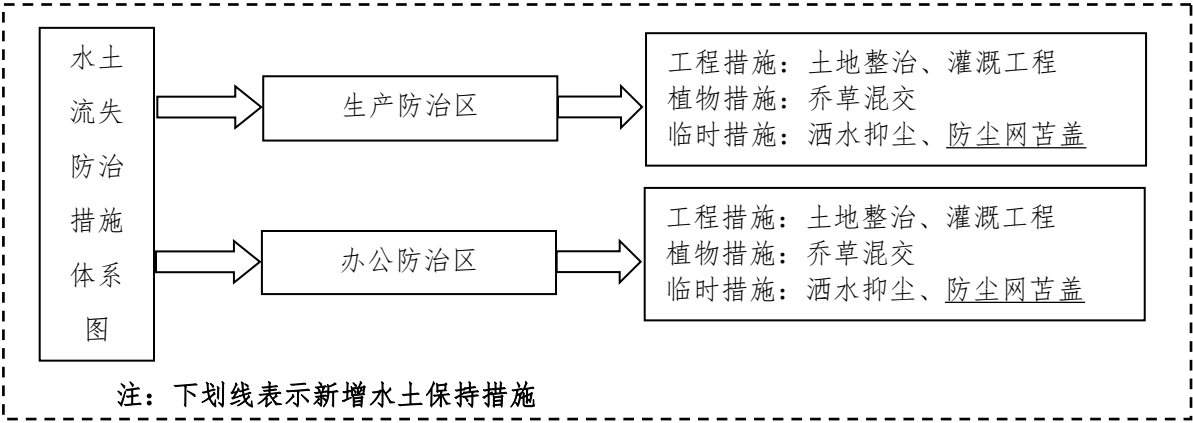 水土
流失
防治
措施
体系
图
生产防治区
工程措施：土地整治、灌溉工程
植物措施：乔草混交
临时措施：洒水抑尘、防尘网苫盖
办公防治区
工程措施：土地整治、灌溉工程
植物措施：乔草混交
临时措施：洒水抑尘、防尘网苫盖
注：下划线表示新增水土保持措施